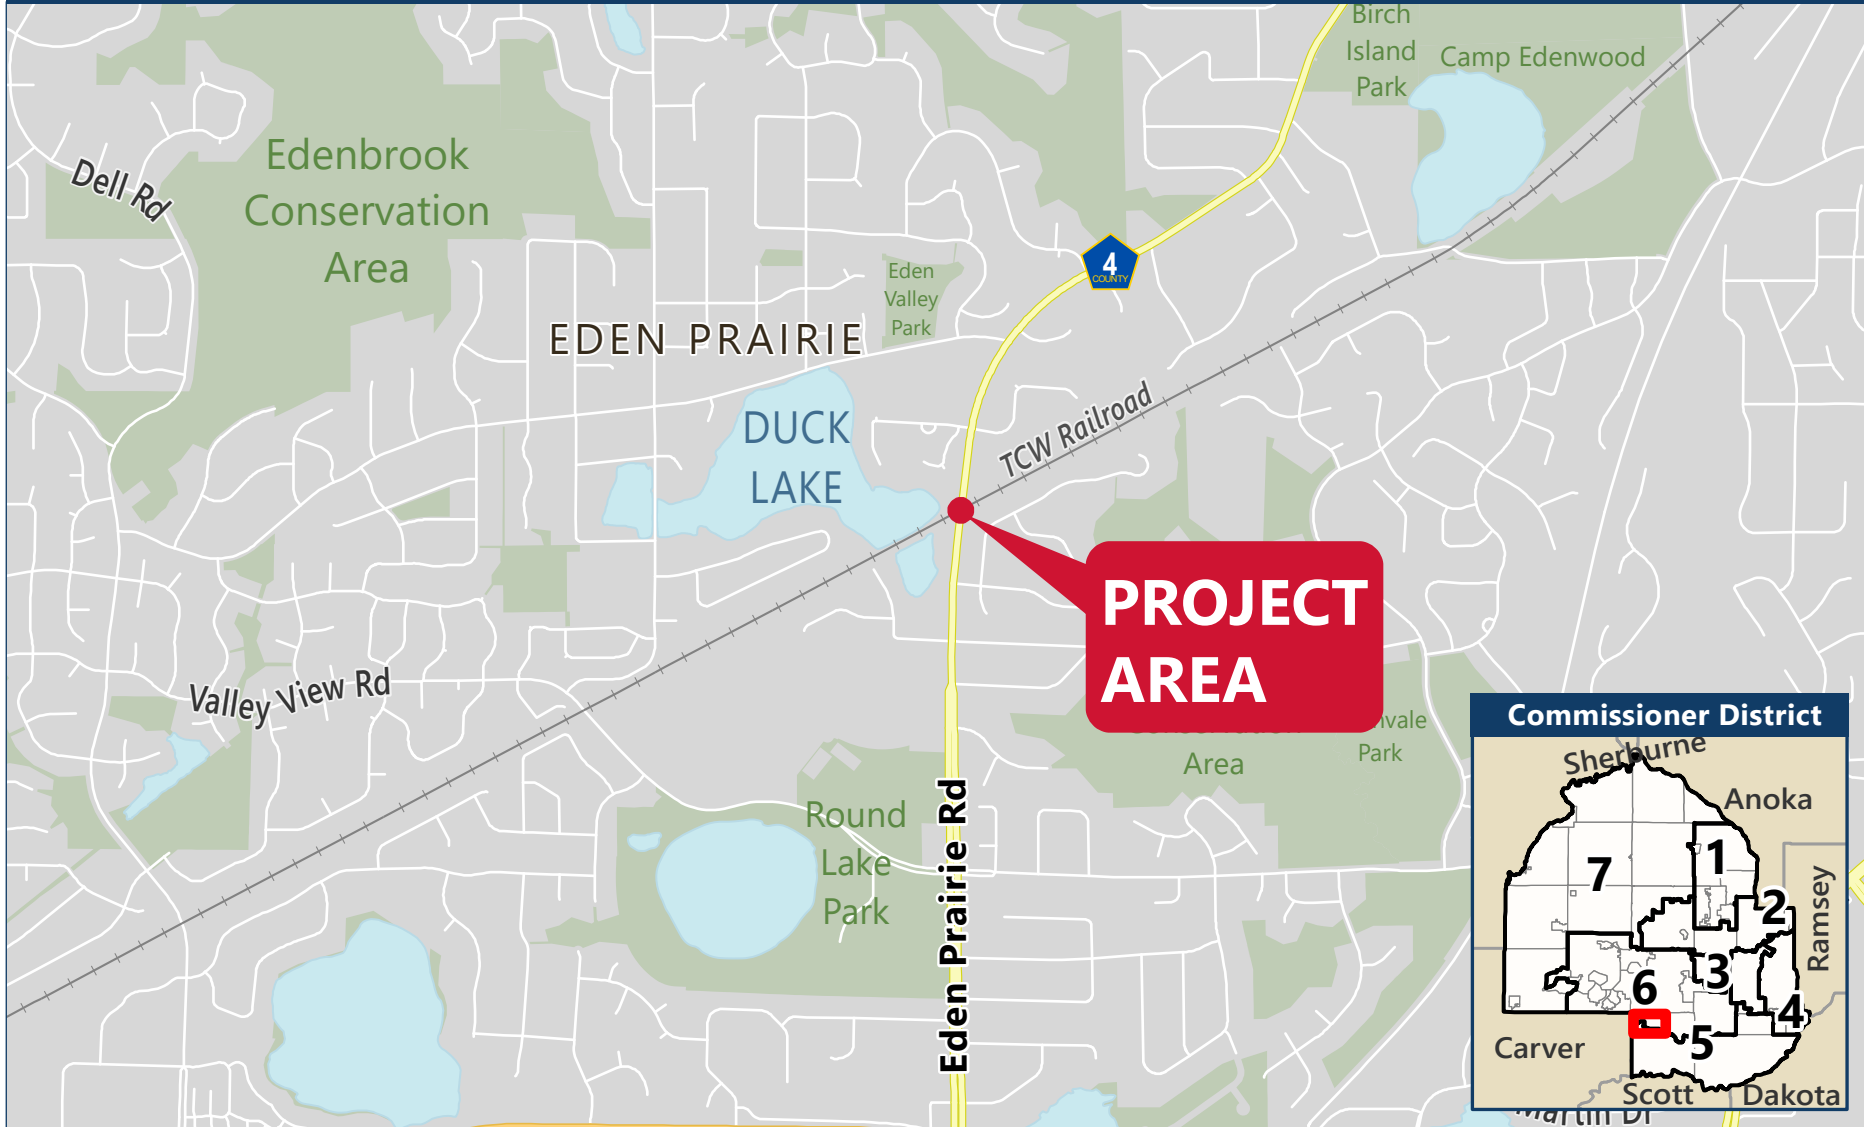 Birch
Island
Park
Camp Edenwood
Edenbrook
Conservation
Area
Dell Rd
4
COUNTY
Eden
Valley
Park
EDEN PRAIRIE
DUCK
LAKE
TCW Railroad
PROJECT
AREA
Valley View Rd
Area
Park
Round
Lake
Park
Eden Prairie Rd
Commissioner District
Sherburne
Anoka
1
7
2
Ramsey
3
6
4
5
Carver
Scott
Dakota
Martin Dr